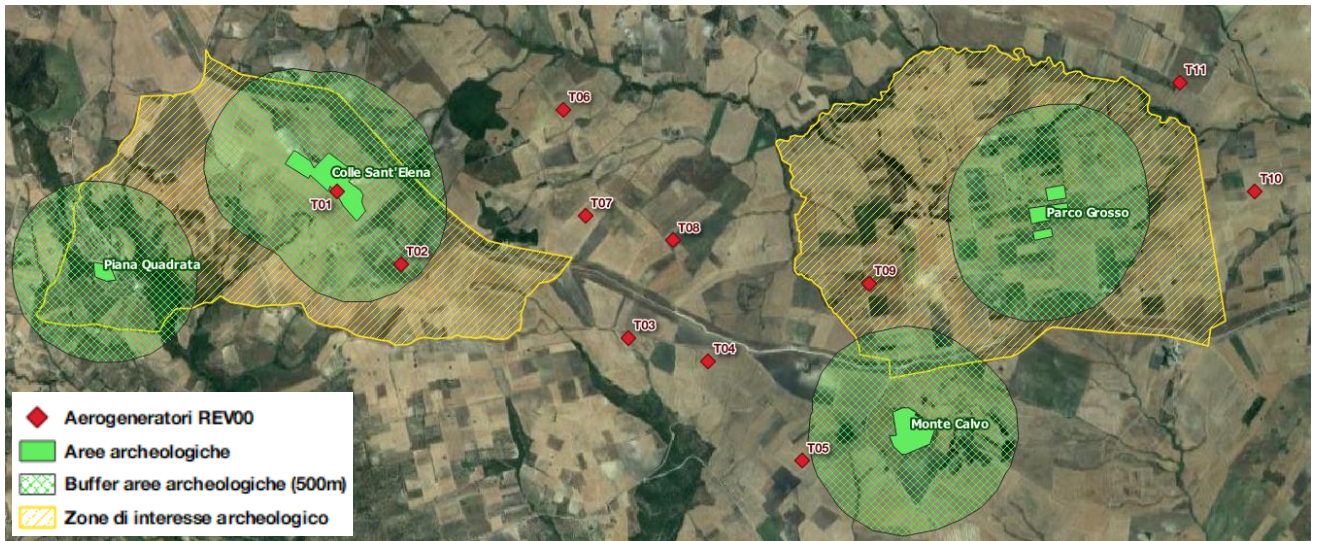 T11
T06
Colle Sant'Elena
T01
T10
T07
Parco Grosso
T08
T02
Piana Quadrata
T09
T03
T04
Monte Calvo
T05
Aerogeneratori REV00
Aree archeologiche
Buffer aree archeologiche (500m)
Zone di interesse archeologico